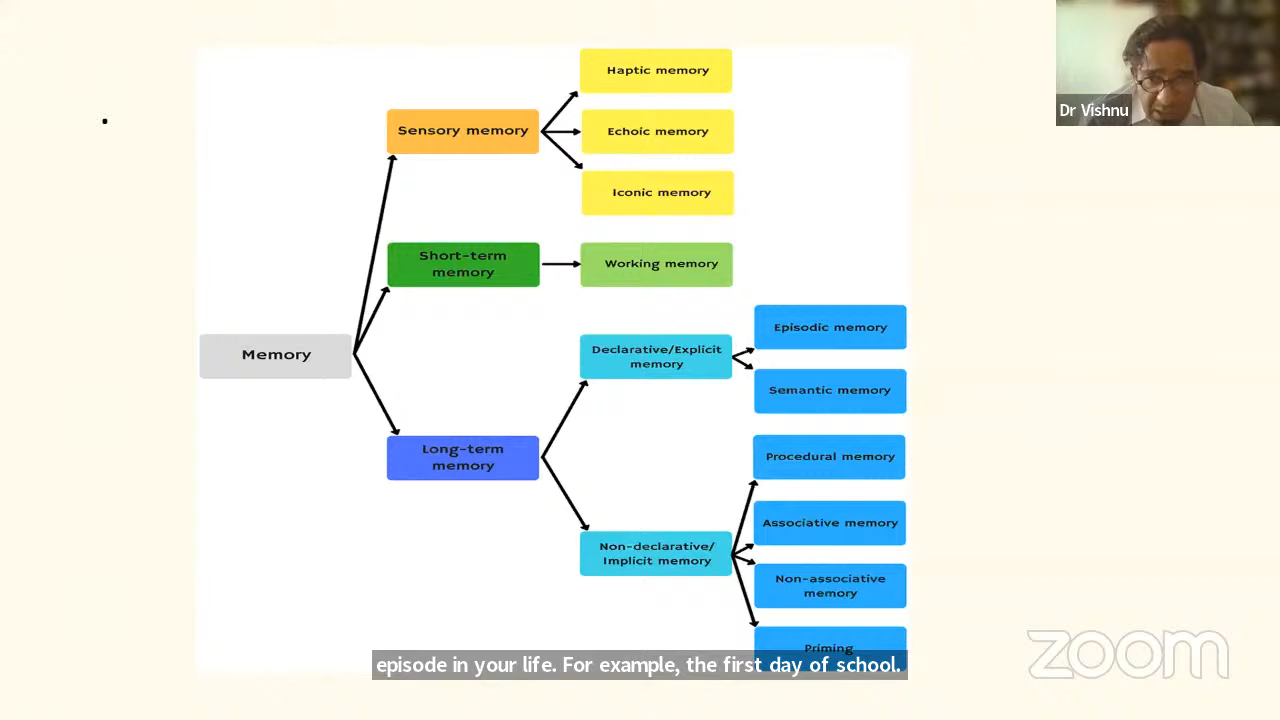 Haptic memory
Sensory memory
Echoic memory
Iconic memory
Short-term
memory
Working memory
Memory
Long-term
memory
Declarative/Explicit
memory
Episodic memory
Semantic memory
Non-declarative/
Implicit memory
Procedural memory
Associative memory
Non-associative
memory
Priming
episode in your life. For example, the first day of school.
Dr Vishnu
zoom